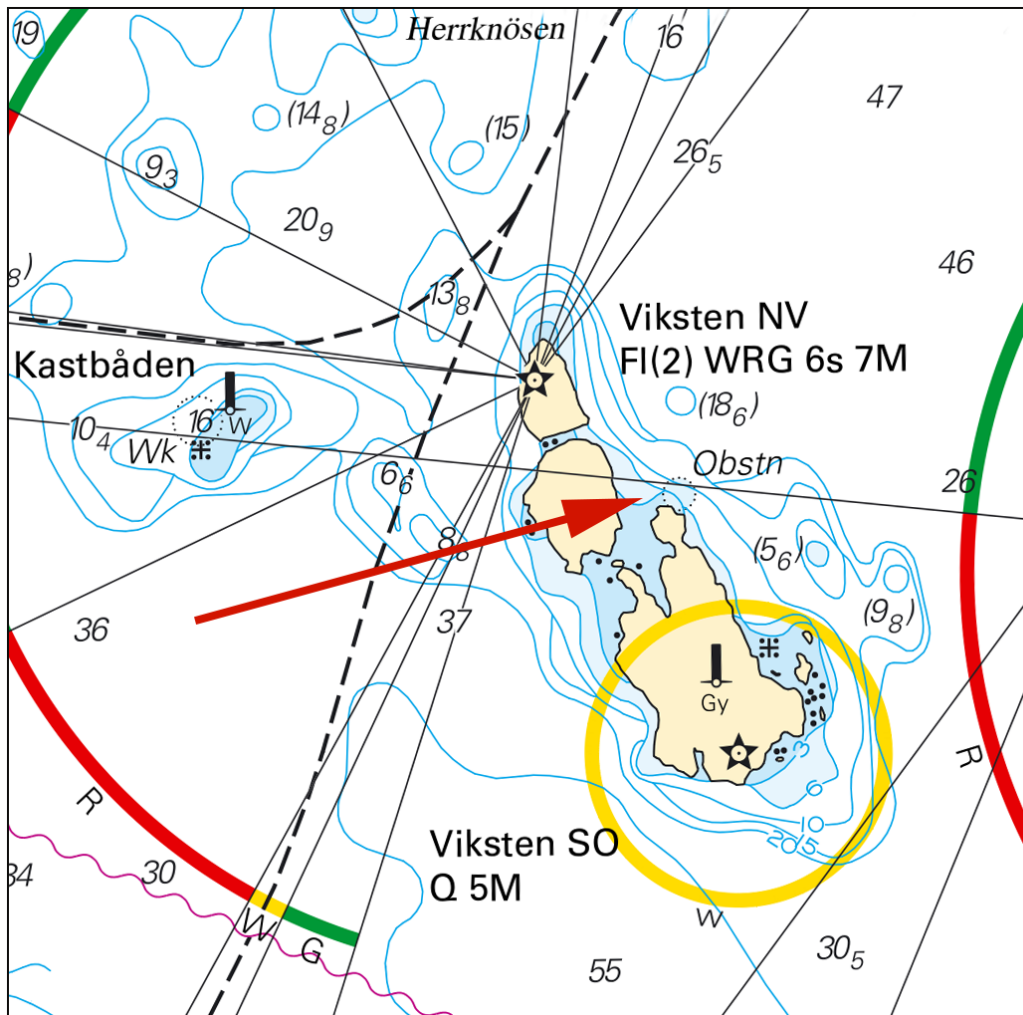 19
Herrknösen
16
47
(14₈)
(15)
26₅
9₃
20₉
46
8)
13₈
Viksten NV
Fl(2) WRG 6s 7M
Kastbåden
(18₆)
16
W
10₄
Wk
Obstn
6₆
26
8₈
(5₆)
(9₈)
36
37
Gy
3
R
6
R
10
15
20
Viksten SO
Q 5M
34
30
W
W
G
30₅
55